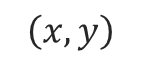 (x, y)